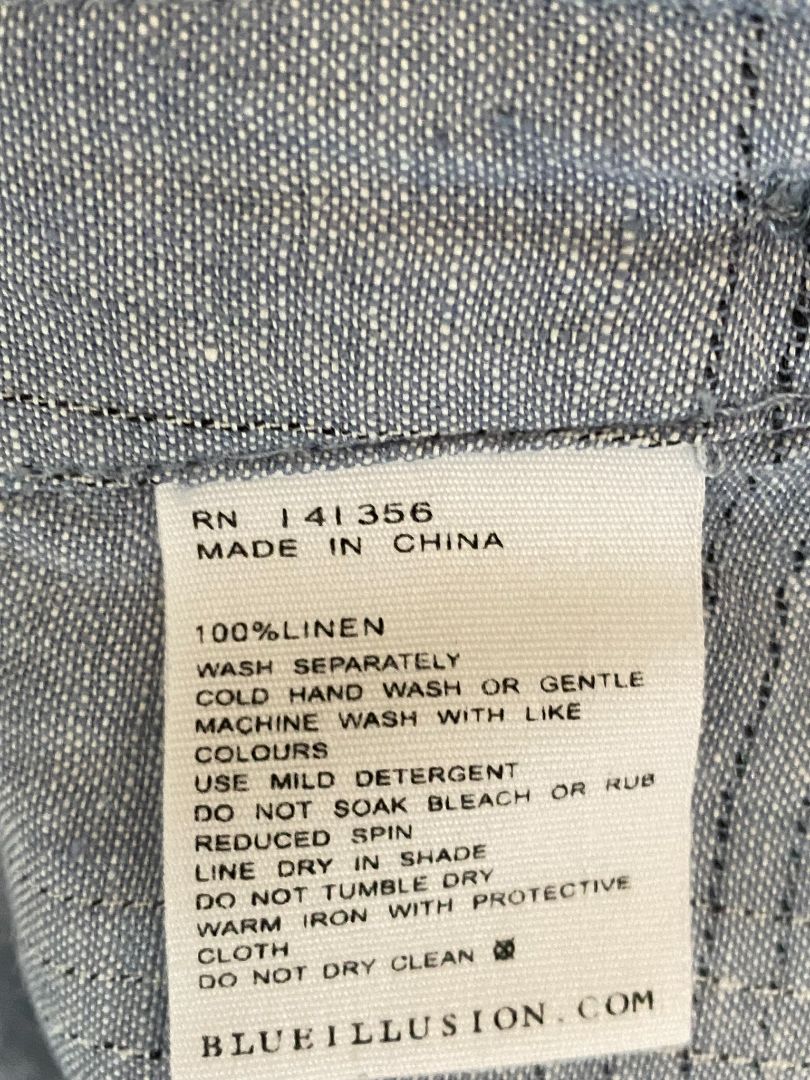 RN 141356
MADE IN CHINA
100%LINEN
WASH SEPARATELY
COLD HAND WASH OR GENTLE
MACHINE WASH WITH LIKE
COLOURS
USE MILD DETERGENT
DO NOT SOAK BLEACH OR RUB
REDUCED SPIN
LINE DRY IN SHADE
DO NOT TUMBLE DRY
WARM IRON WITH PROTECTIVE
CLOTH
DO NOT DRY CLEAN
BLUEILLUSION.COM